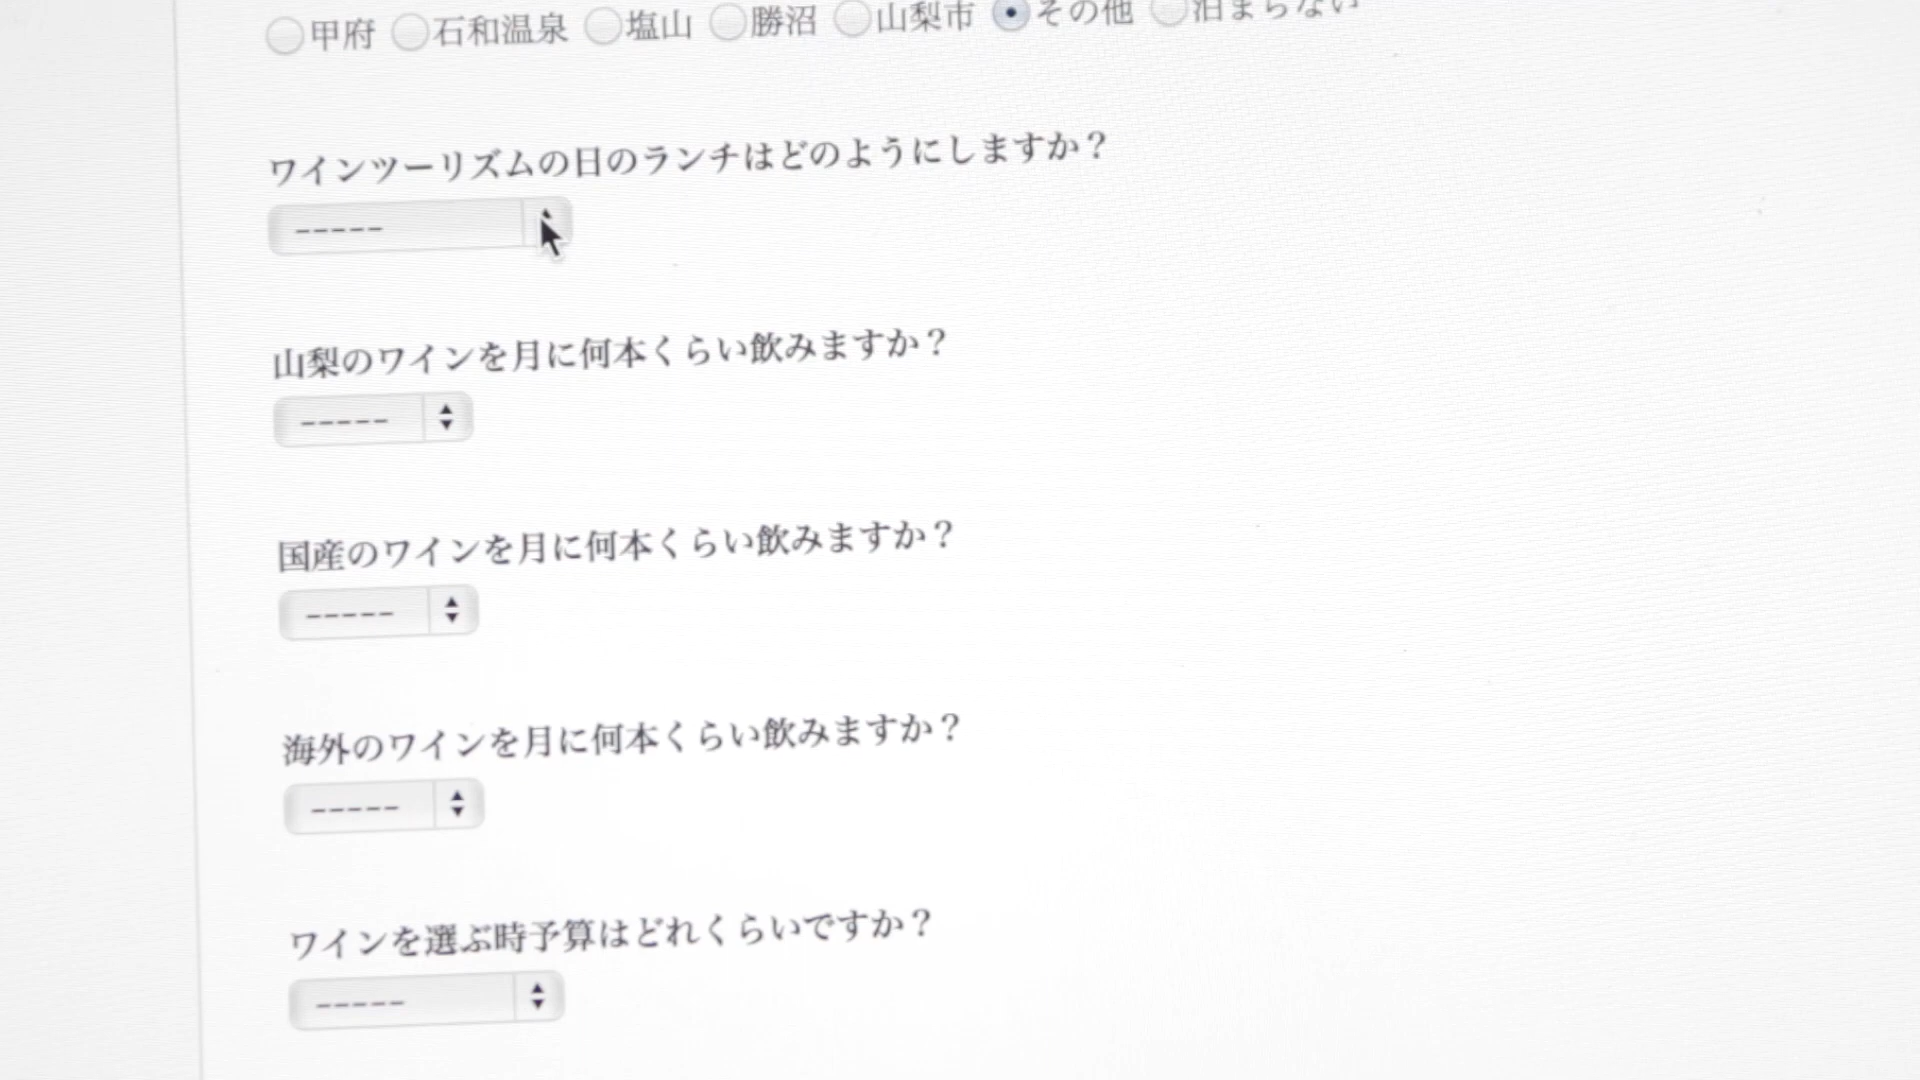 甲府 石和温泉 塩山 勝沼 山梨市 その他 泊まらない
ワインツーリズムの日のランチはどのようにしますか？
-----
山梨のワインを月に何本くらい飲みますか？
-----
国産のワインを月に何本くらい飲みますか？
-----
海外のワインを月に何本くらい飲みますか？
-----
ワインを選ぶ時予算はどれくらいですか？
-----